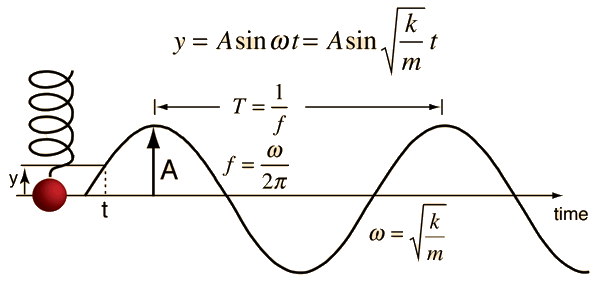 y = A sin ωt = A sin √(k/m) t
T = 1/f
f = ω/2π
A
y
t
time
ω = √(k/m)